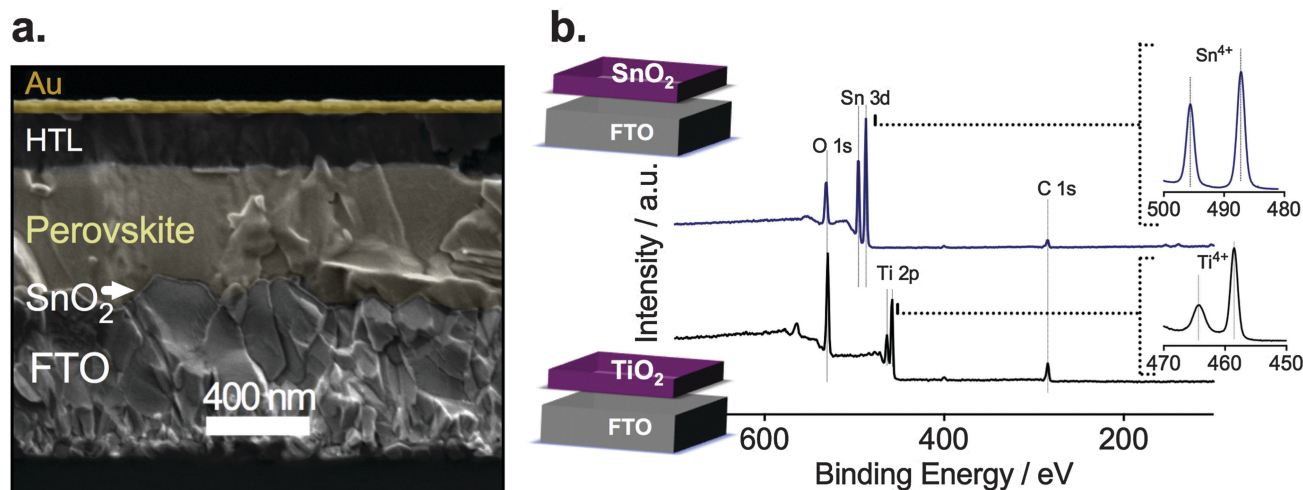 a.
Au
HTL
Perovskite
SnO2
FTO
400 nm
b.
SnO2
FTO
TiO2
FTO
Intensity / a.u.
O 1s
Sn 3d
Ti 2p
C 1s
Sn4+
500 490 480
Ti4+
470 460 450
600 400 200
Binding Energy / eV